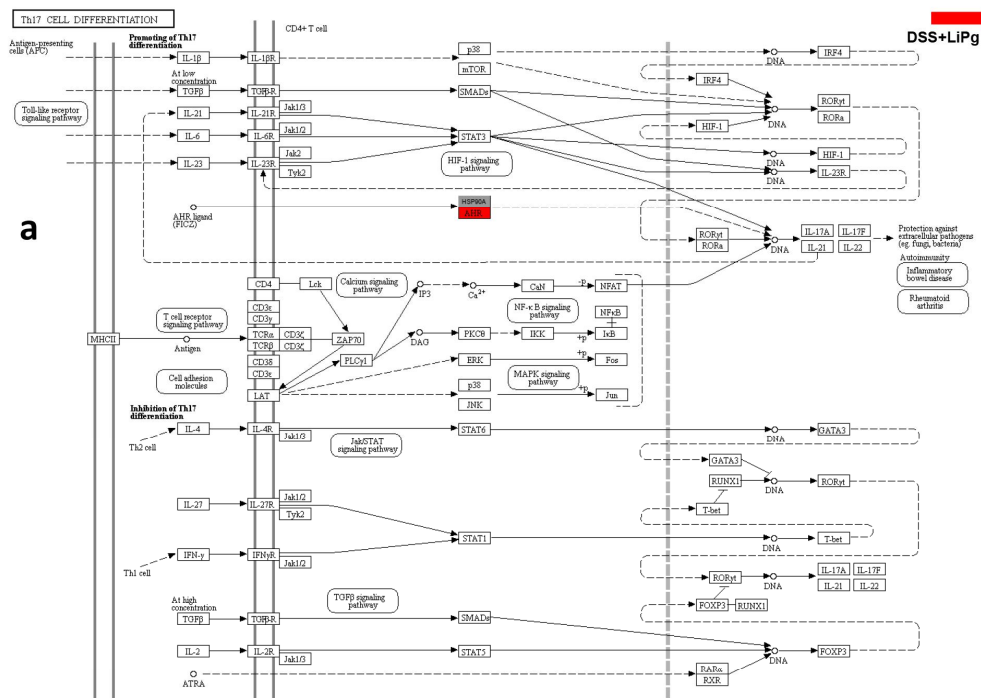 Th17 CELL DIFFERENTIATION
DSS+LiPg
CD4+ T cell
Antigen-presenting
cells (APC)
Promoting of Th17
differentiation
IL-1β
IL-1βR
p38
mTOR
DNA
IRF4
At low
concentration
TGFβ
TGFβ-R
SMADs
IRF4
Toll-like receptor
signaling pathway
IL-21
IL-21R
Jak1/3
RORγt
RORa
DNA
IL-6
IL-6R
Jak1/2
STAT3
HIF-1
IL-23
IL-23R
Jak2
Tyk2
HIF-1 signaling
pathway
DNA
HIF-1
DNA
IL-23R
a
AHR ligand
(FICZ)
HSP90A
AHR
RORγt
RORa
DNA
IL-17A
IL-17F
IL-21
IL-22
Protection against
extracellular pathogens
(eg. fungi, bacteria)
Autoimmunity
Inflammatory
bowel disease
Rheumatoid
arthritis
CD4
Lck
Calcium signaling
pathway
IP3
Ca2+
CaN
-p
NFAT
CD3ε
CD3γ
T cell receptor
signaling pathway
NF-κB signaling
pathway
NFκB
MHCII
Antigen
TCRα
CD3ζ
TCRβ
CD3ζ
ZAP70
DAG
PKCθ
IKK
+p
IκB
CD3δ
CD3ε
PLCγ1
ERK
+p
Fos
Cell adhesion
molecules
LAT
p38
JNK
MAPK signaling
pathway
+p
Jun
Inhibition of Th17
differentiation
Th2 cell
IL-4
IL-4R
Jak1/3
Jak/STAT
signaling pathway
STAT6
DNA
GATA3
GATA3
RUNX1
DNA
RORγt
T-bet
IL-27
IL-27R
Jak1/2
Tyk2
STAT1
DNA
T-bet
Th1 cell
IFN-γ
IFNγR
Jak1/2
RORγt
DNA
IL-17A
IL-17F
IL-21
IL-22
At high
concentration
TGFβ
TGFβ-R
TGFβ signaling
pathway
SMADs
FOXP3
RUNX1
IL-2
IL-2R
Jak1/3
STAT5
DNA
FOXP3
ATRA
RARα
RXR